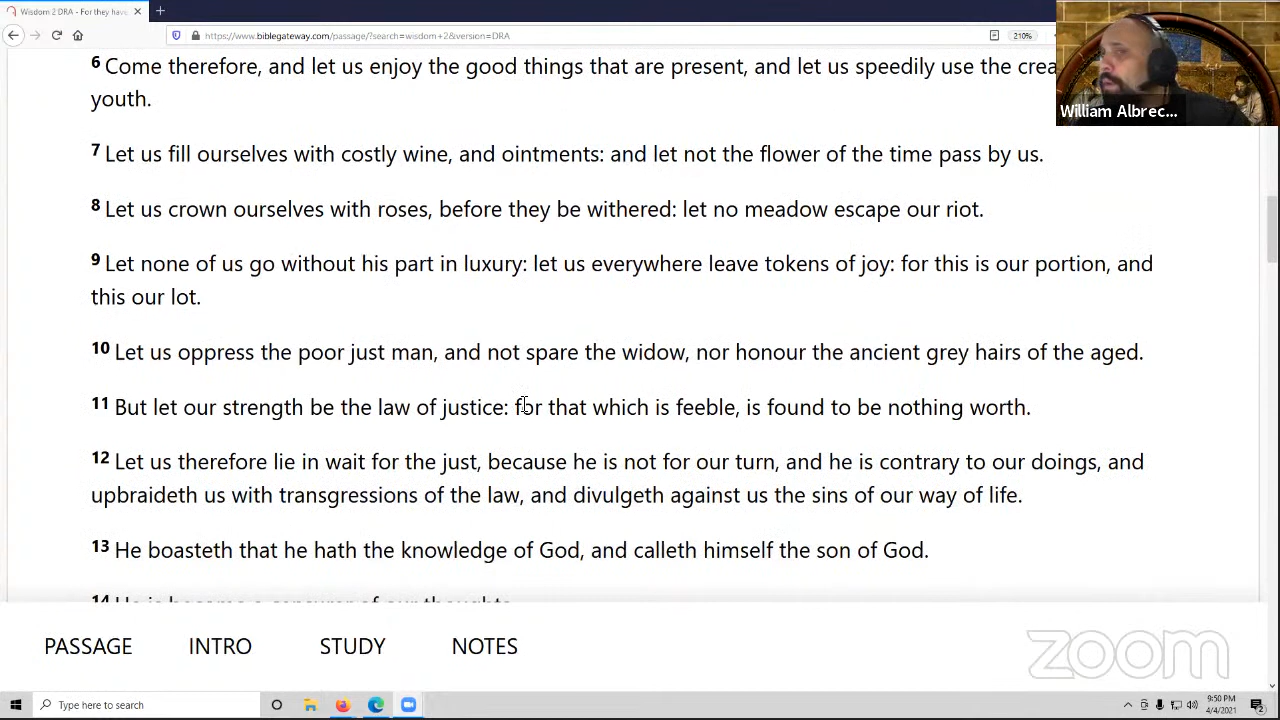 Wisdom 2 DRA - For they have
https://www.biblegateway.com/passage/?search=wisdom+2&version=DRA
210%
William Albrec...
6 Come therefore, and let us enjoy the good things that are present, and let us speedily use the crea
youth.
7 Let us fill ourselves with costly wine, and ointments: and let not the flower of the time pass by us.
8 Let us crown ourselves with roses, before they be withered: let no meadow escape our riot.
9 Let none of us go without his part in luxury: let us everywhere leave tokens of joy: for this is our portion, and
this our lot.
10 Let us oppress the poor just man, and not spare the widow, nor honour the ancient grey hairs of the aged.
11 But let our strength be the law of justice: for that which is feeble, is found to be nothing worth.
12 Let us therefore lie in wait for the just, because he is not for our turn, and he is contrary to our doings, and
upbraideth us with transgressions of the law, and divulgeth against us the sins of our way of life.
13 He boasteth that he hath the knowledge of God, and calleth himself the son of God.
14 He is become a censurer of our thoughts.
PASSAGE INTRO STUDY NOTES
zoom
Type here to search
9:50 PM
4/4/2021
2